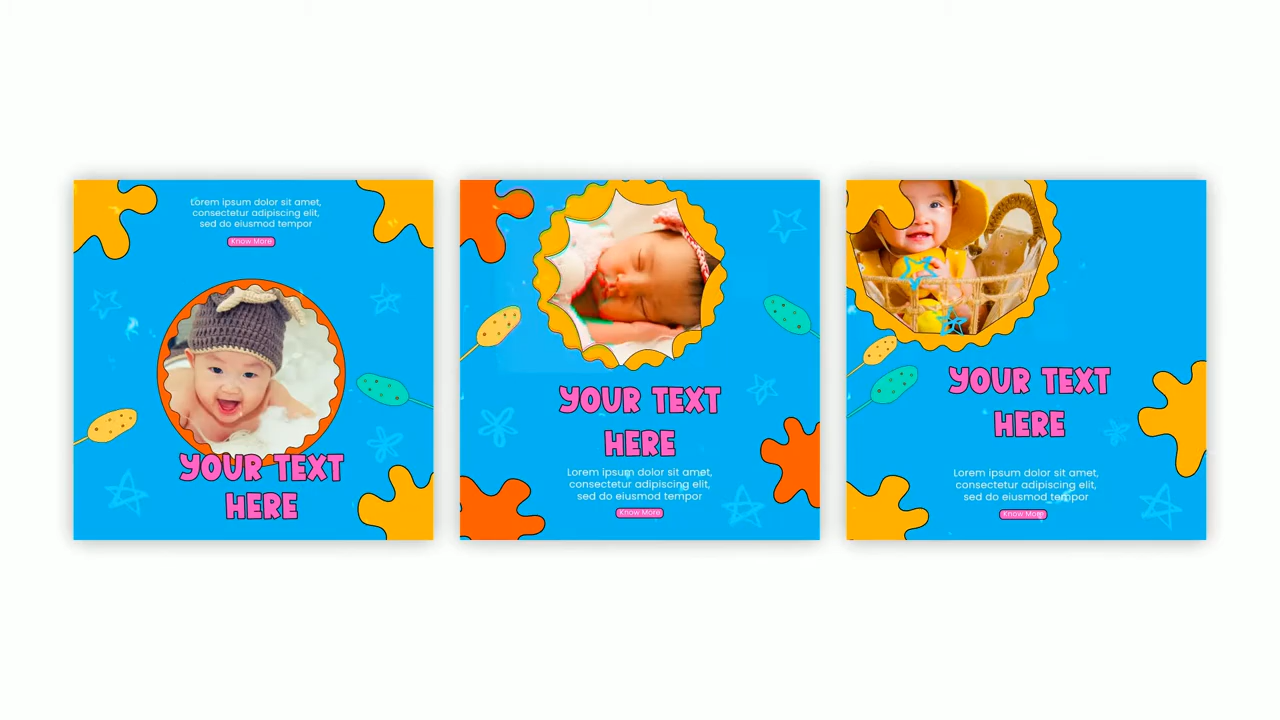 Lorem ipsum dolor sit amet,
consectetur adipiscing elit,
sed do eiusmod tempor
Know More
YOUR TEXT
HERE
YOUR TEXT
HERE
Lorem ipsum dolor sit amet,
consectetur adipiscing elit,
sed do eiusmod tempor
Know More
YOUR TEXT
HERE
Lorem ipsum dolor sit amet,
consectetur adipiscing elit,
sed do eiusmod tempor
Know More